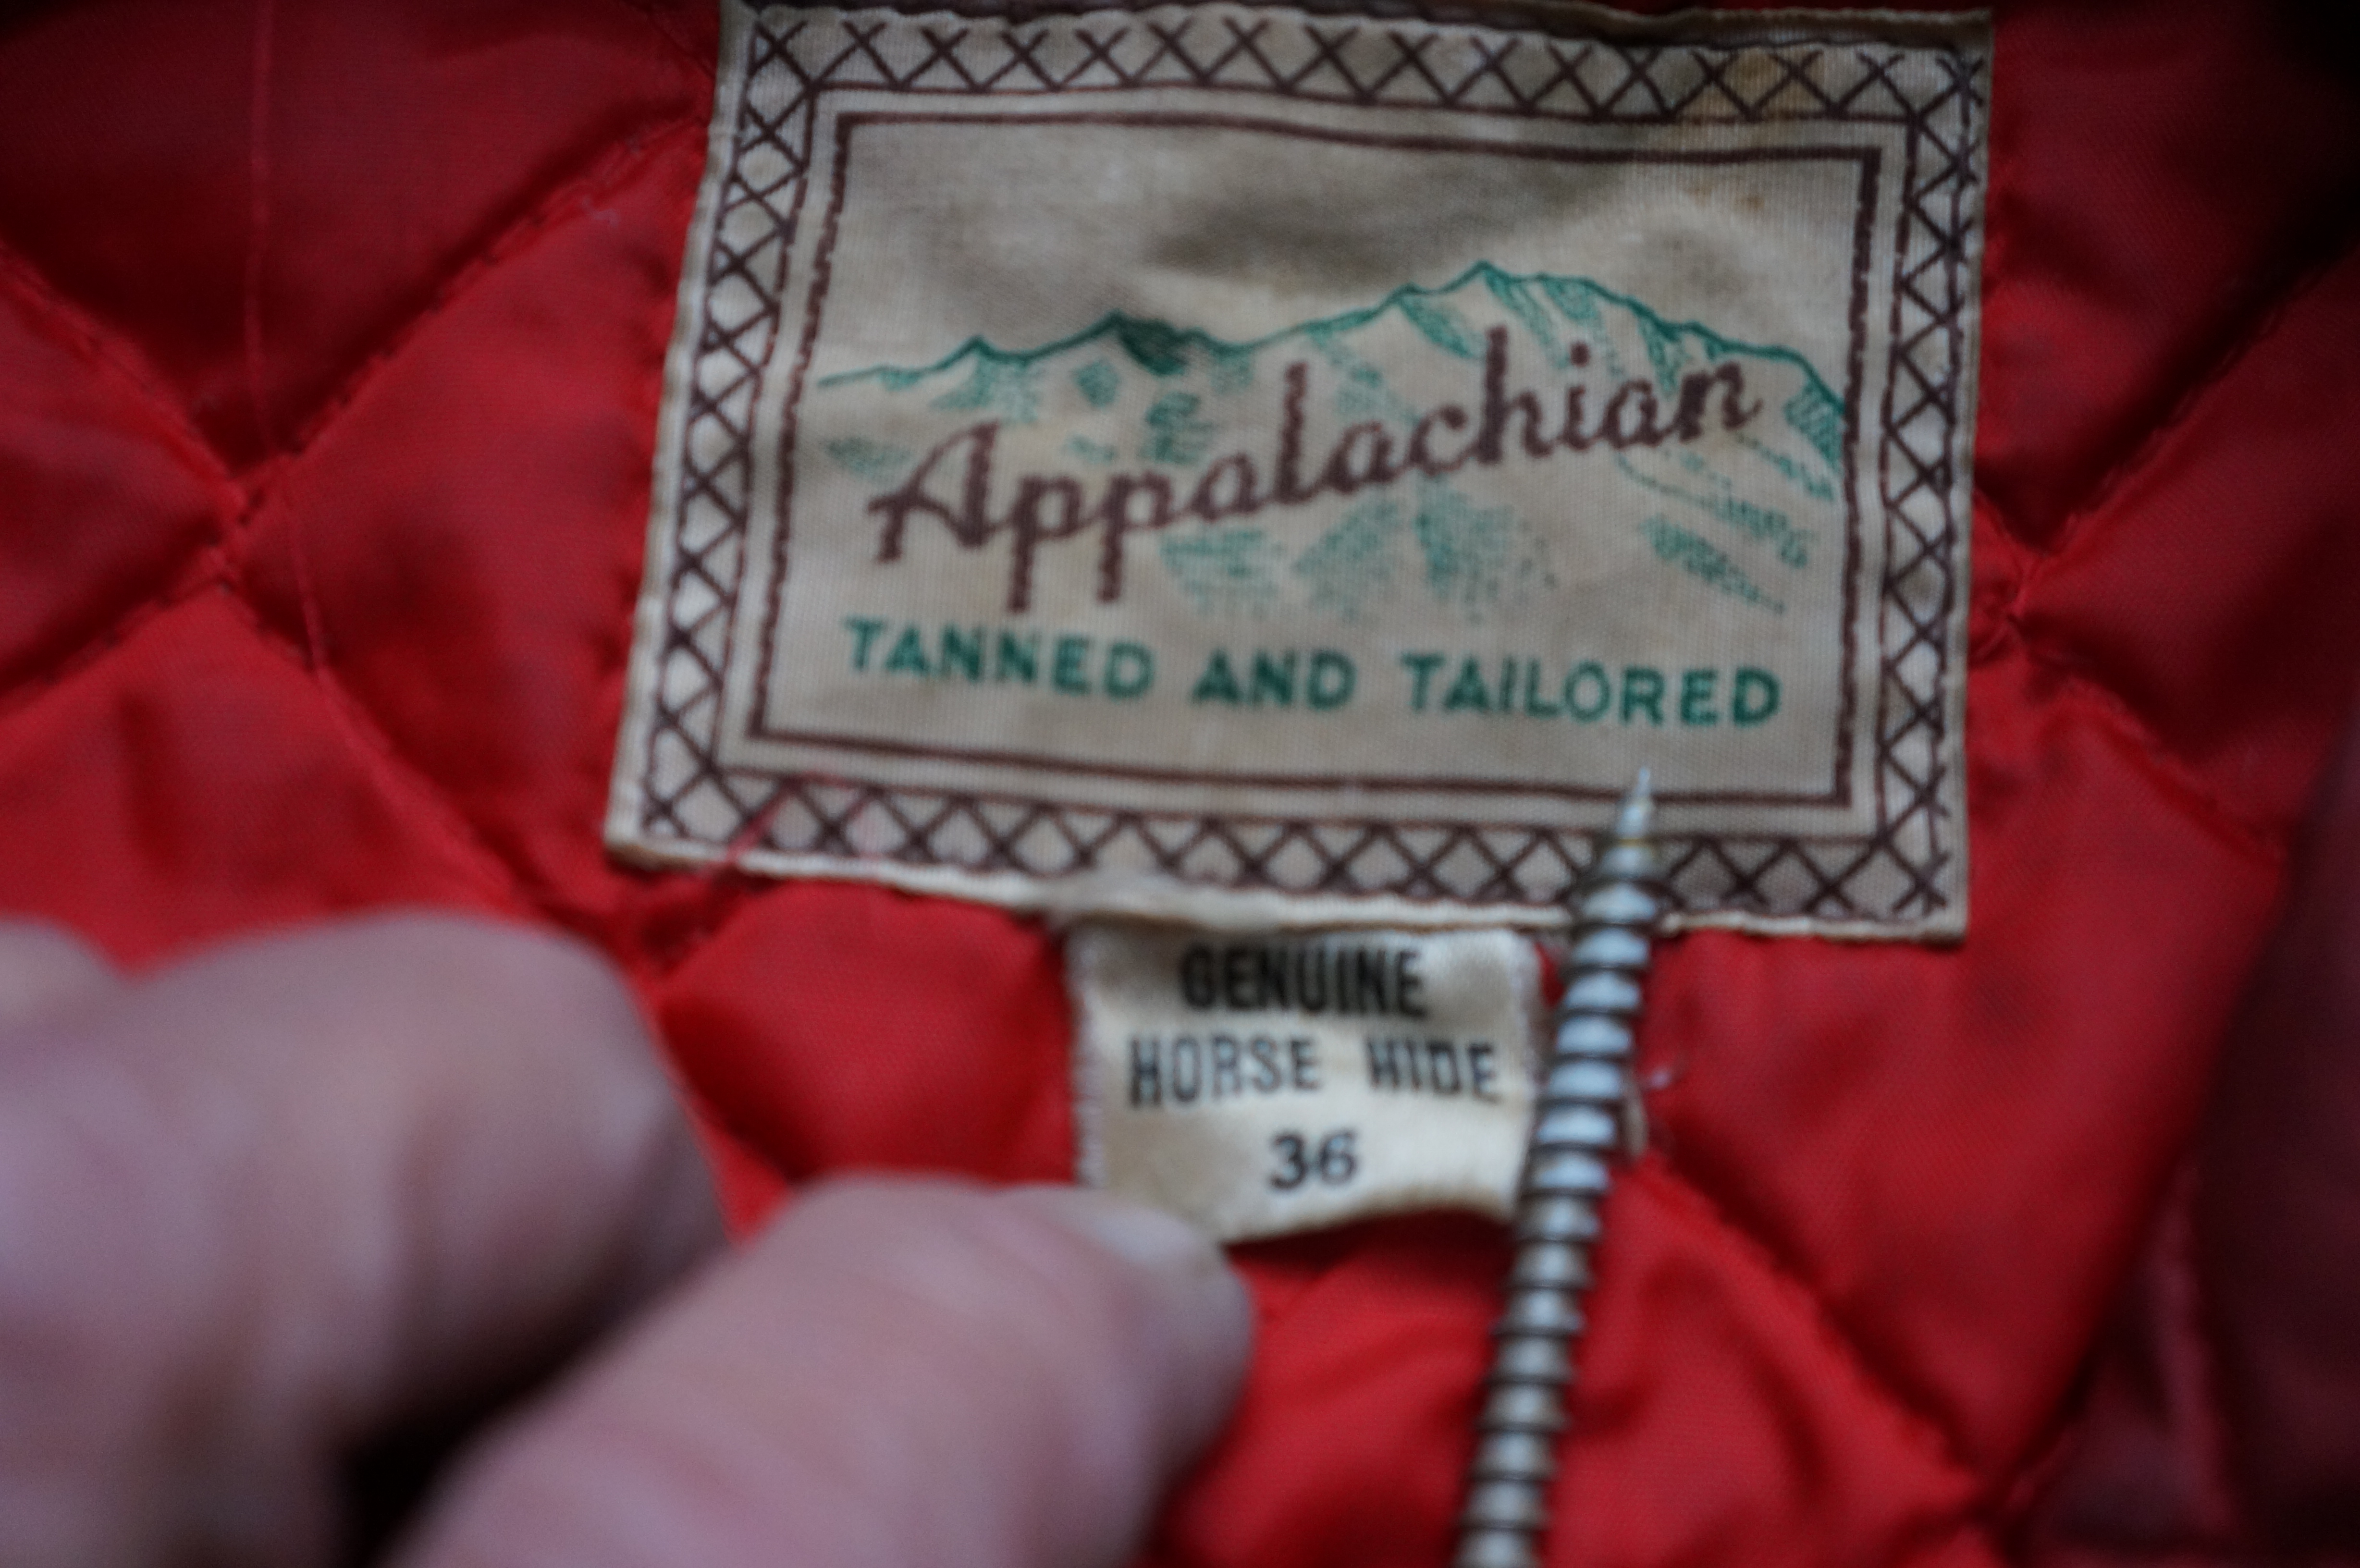 Appalachian
TANNED AND TAILORED
GENUINE
HORSE HIDE
36